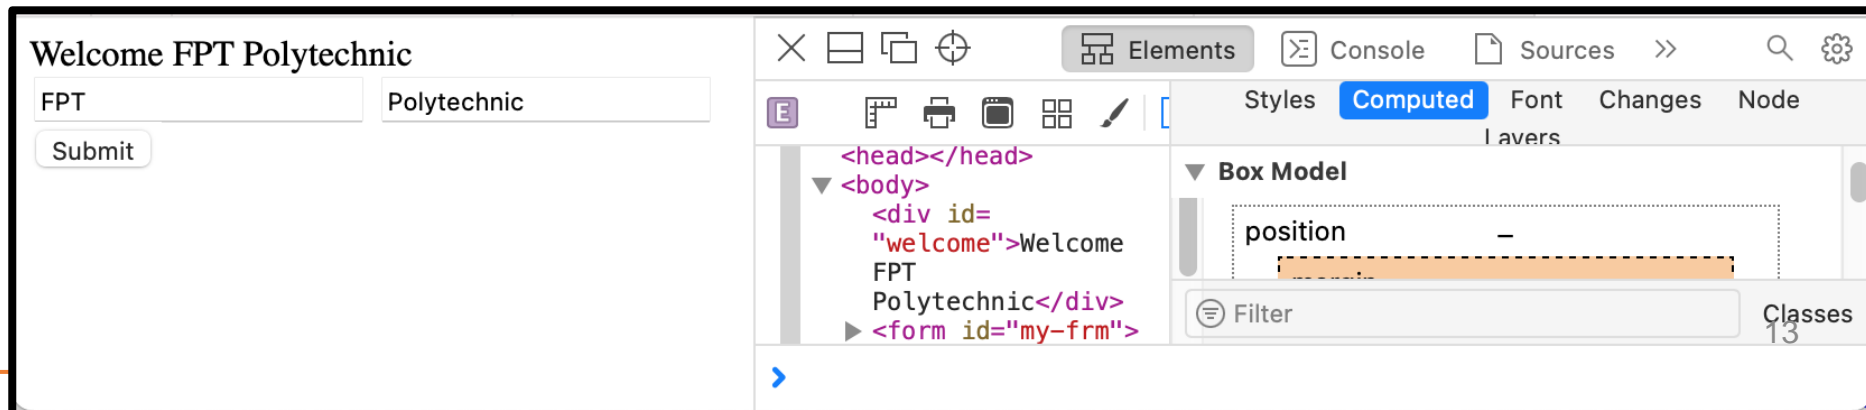 Welcome FPT Polytechnic
FPT Polytechnic
Submit
Elements Console Sources
E
Styles Computed Font Changes Node
Layers
<head></head>
<body>
<div id=
"welcome">Welcome
FPT
Polytechnic</div>
<form id="my-frm">
Box Model
position –
margin
Filter Classes
13